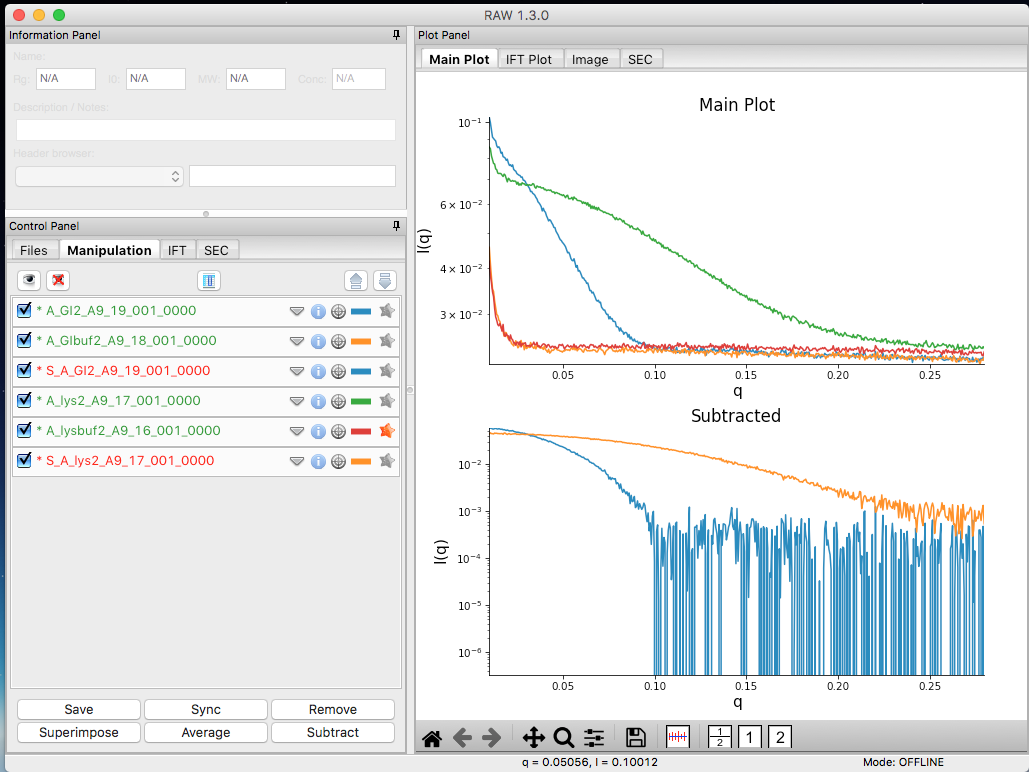 RAW 1.3.0
Information Panel
Name:
Rg: N/A I0: N/A MW: N/A Conc: N/A
Description / Notes:
Header browser:
Control Panel
Files Manipulation IFT SEC
* A_GI2_A9_19_001_0000
* A_GIbuf2_A9_18_001_0000
S_A_GI2_A9_19_001_0000
* A_lys2_A9_17_001_0000
* A_lysbuf2_A9_16_001_0000
* S_A_lys2_A9_17_001_0000
Save Sync Remove
Superimpose Average Subtract
Plot Panel
Main Plot IFT Plot Image SEC
Main Plot
10⁻¹
6 × 10⁻²
4 × 10⁻²
3 × 10⁻²
I(q)
0.05 0.10 0.15 0.20 0.25
q
Subtracted
10⁻²
10⁻³
10⁻⁴
10⁻⁵
10⁻⁶
I(q)
0.05 0.10 0.15 0.20 0.25
q
1/2 1 2
q = 0.05056, I = 0.10012 Mode: OFFLINE